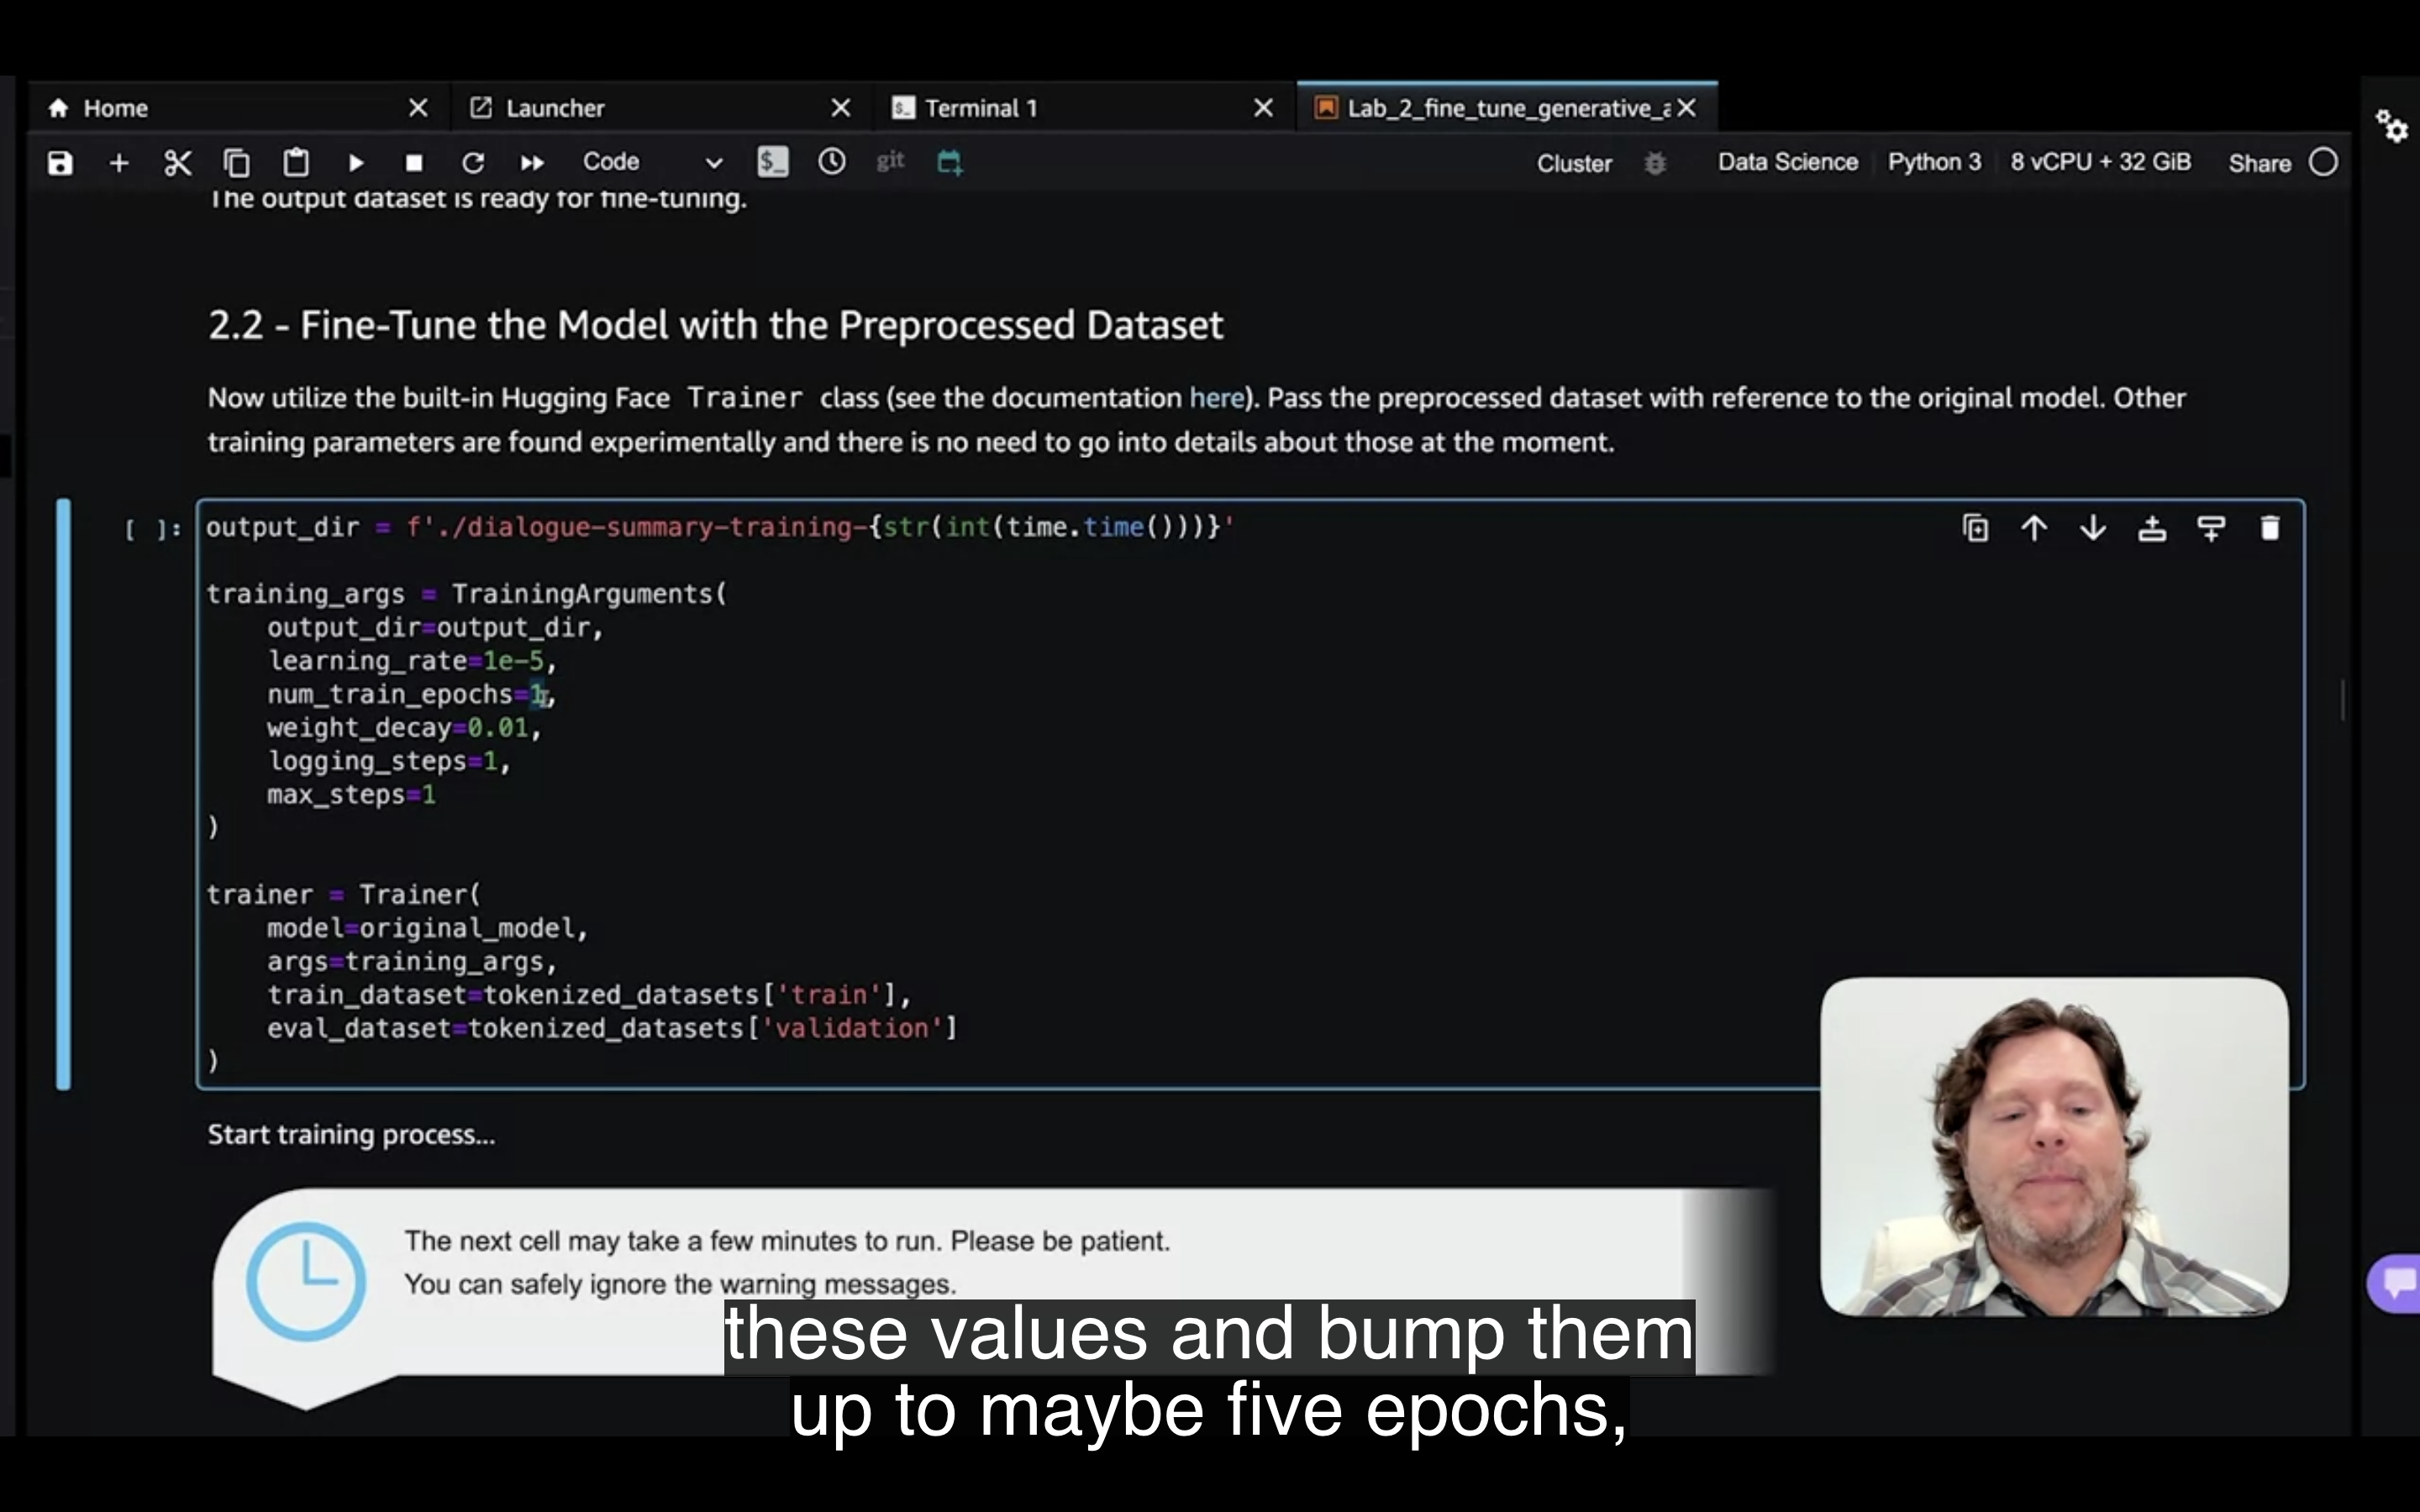 Home
Launcher
Terminal 1
Lab_2_fine_tune_generative_a
Code
git
Cluster
Data Science
Python 3
8 vCPU + 32 GiB
Share
The output dataset is ready for fine-tuning.
2.2 - Fine-Tune the Model with the Preprocessed Dataset
Now utilize the built-in Hugging Face Trainer class (see the documentation here). Pass the preprocessed dataset with reference to the original model. Other
training parameters are found experimentally and there is no need to go into details about those at the moment.
[ ]: output_dir = f'./dialogue-summary-training-{str(int(time.time()))}'
training_args = TrainingArguments(
    output_dir=output_dir,
    learning_rate=1e-5,
    num_train_epochs=1,
    weight_decay=0.01,
    logging_steps=1,
    max_steps=1
)
trainer = Trainer(
    model=original_model,
    args=training_args,
    train_dataset=tokenized_datasets['train'],
    eval_dataset=tokenized_datasets['validation']
)
Start training process...
The next cell may take a few minutes to run. Please be patient.
You can safely ignore the warning messages.
these values and bump them
up to maybe five epochs,